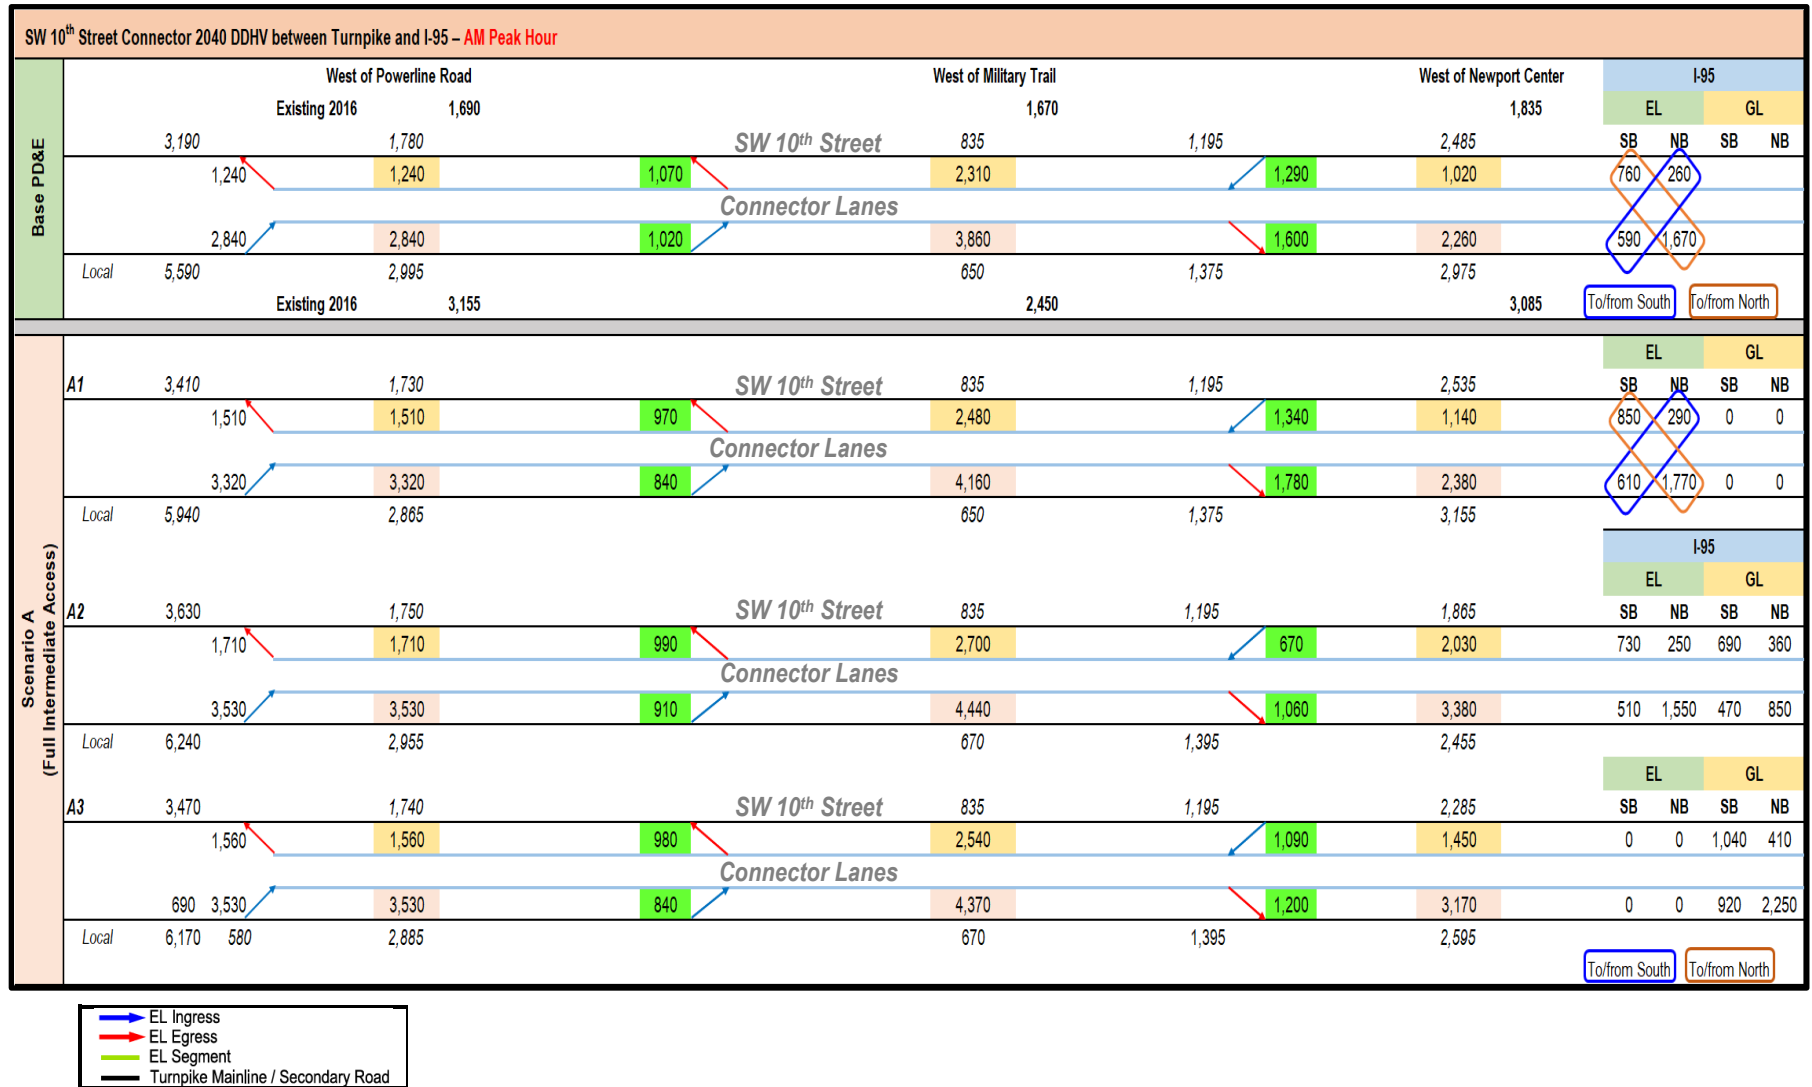 SW 10th Street Connector 2040 DDHV between Turnpike and I-95 – AM Peak Hour
Base PD&E
West of Powerline Road West of Military Trail West of Newport Center I-95
Existing 2016 1,690 1,670 1,835 EL GL
3,190 1,780 SW 10th Street 835 1,195 2,485 SB NB SB NB
1,240 1,240 1,070 2,310 1,290 1,020 760 260
Connector Lanes
2,840 2,840 1,020 3,860 1,600 2,260 590 1,670
Local 5,590 2,995 650 1,375 2,975
Existing 2016 3,155 2,450 3,085 To/from South To/from North
Scenario A
(Full Intermediate Access)
EL GL
A1 3,410 1,730 SW 10th Street 835 1,195 2,535 SB NB SB NB
1,510 1,510 970 2,480 1,340 1,140 850 290 0 0
Connector Lanes
3,320 3,320 840 4,160 1,780 2,380 610 1,770 0 0
Local 5,940 2,865 650 1,375 3,155
I-95
EL GL
A2 3,630 1,750 SW 10th Street 835 1,195 1,865 SB NB SB NB
1,710 1,710 990 2,700 670 2,030 730 250 690 360
Connector Lanes
3,530 3,530 910 4,440 1,060 3,380 510 1,550 470 850
Local 6,240 2,955 670 1,395 2,455
EL GL
A3 3,470 1,740 SW 10th Street 835 1,195 2,285 SB NB SB NB
1,560 1,560 980 2,540 1,090 1,450 0 0 1,040 410
Connector Lanes
690 3,530 3,530 840 4,370 1,200 3,170 0 0 920 2,250
Local 6,170 580 2,885 670 1,395 2,595
To/from South To/from North
EL Ingress
EL Egress
EL Segment
Turnpike Mainline / Secondary Road